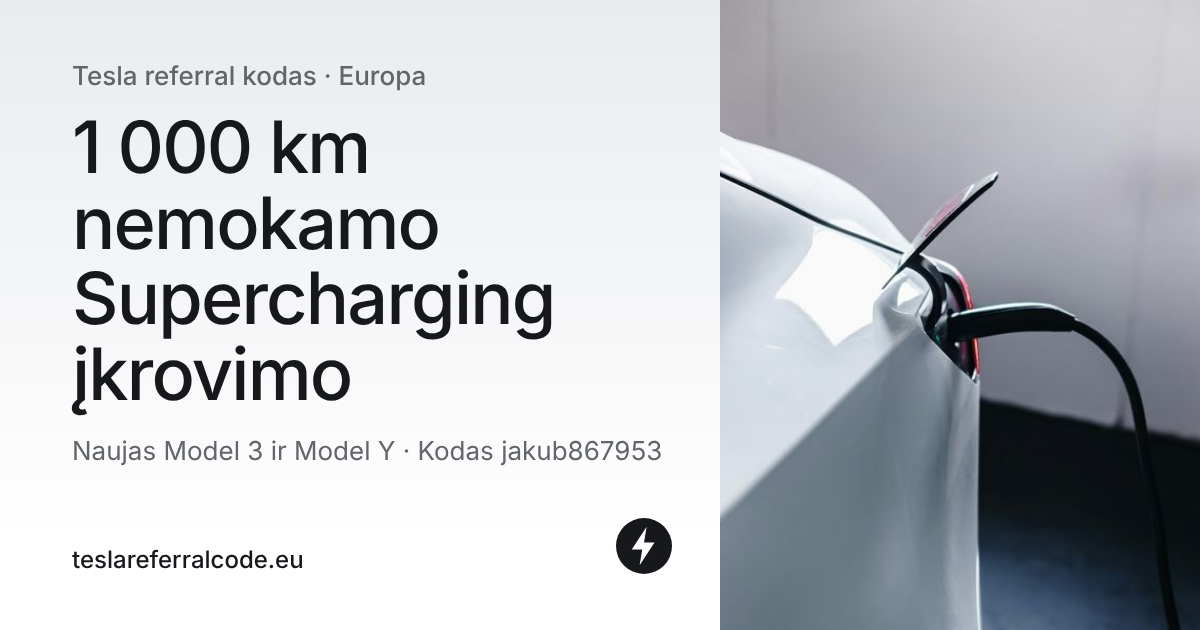 Tesla referral kodas · Europa
1 000 km
nemokamo
Supercharging
įkrovimo
Naujas Model 3 ir Model Y · Kodas jakub867953
teslareferralcode.eu